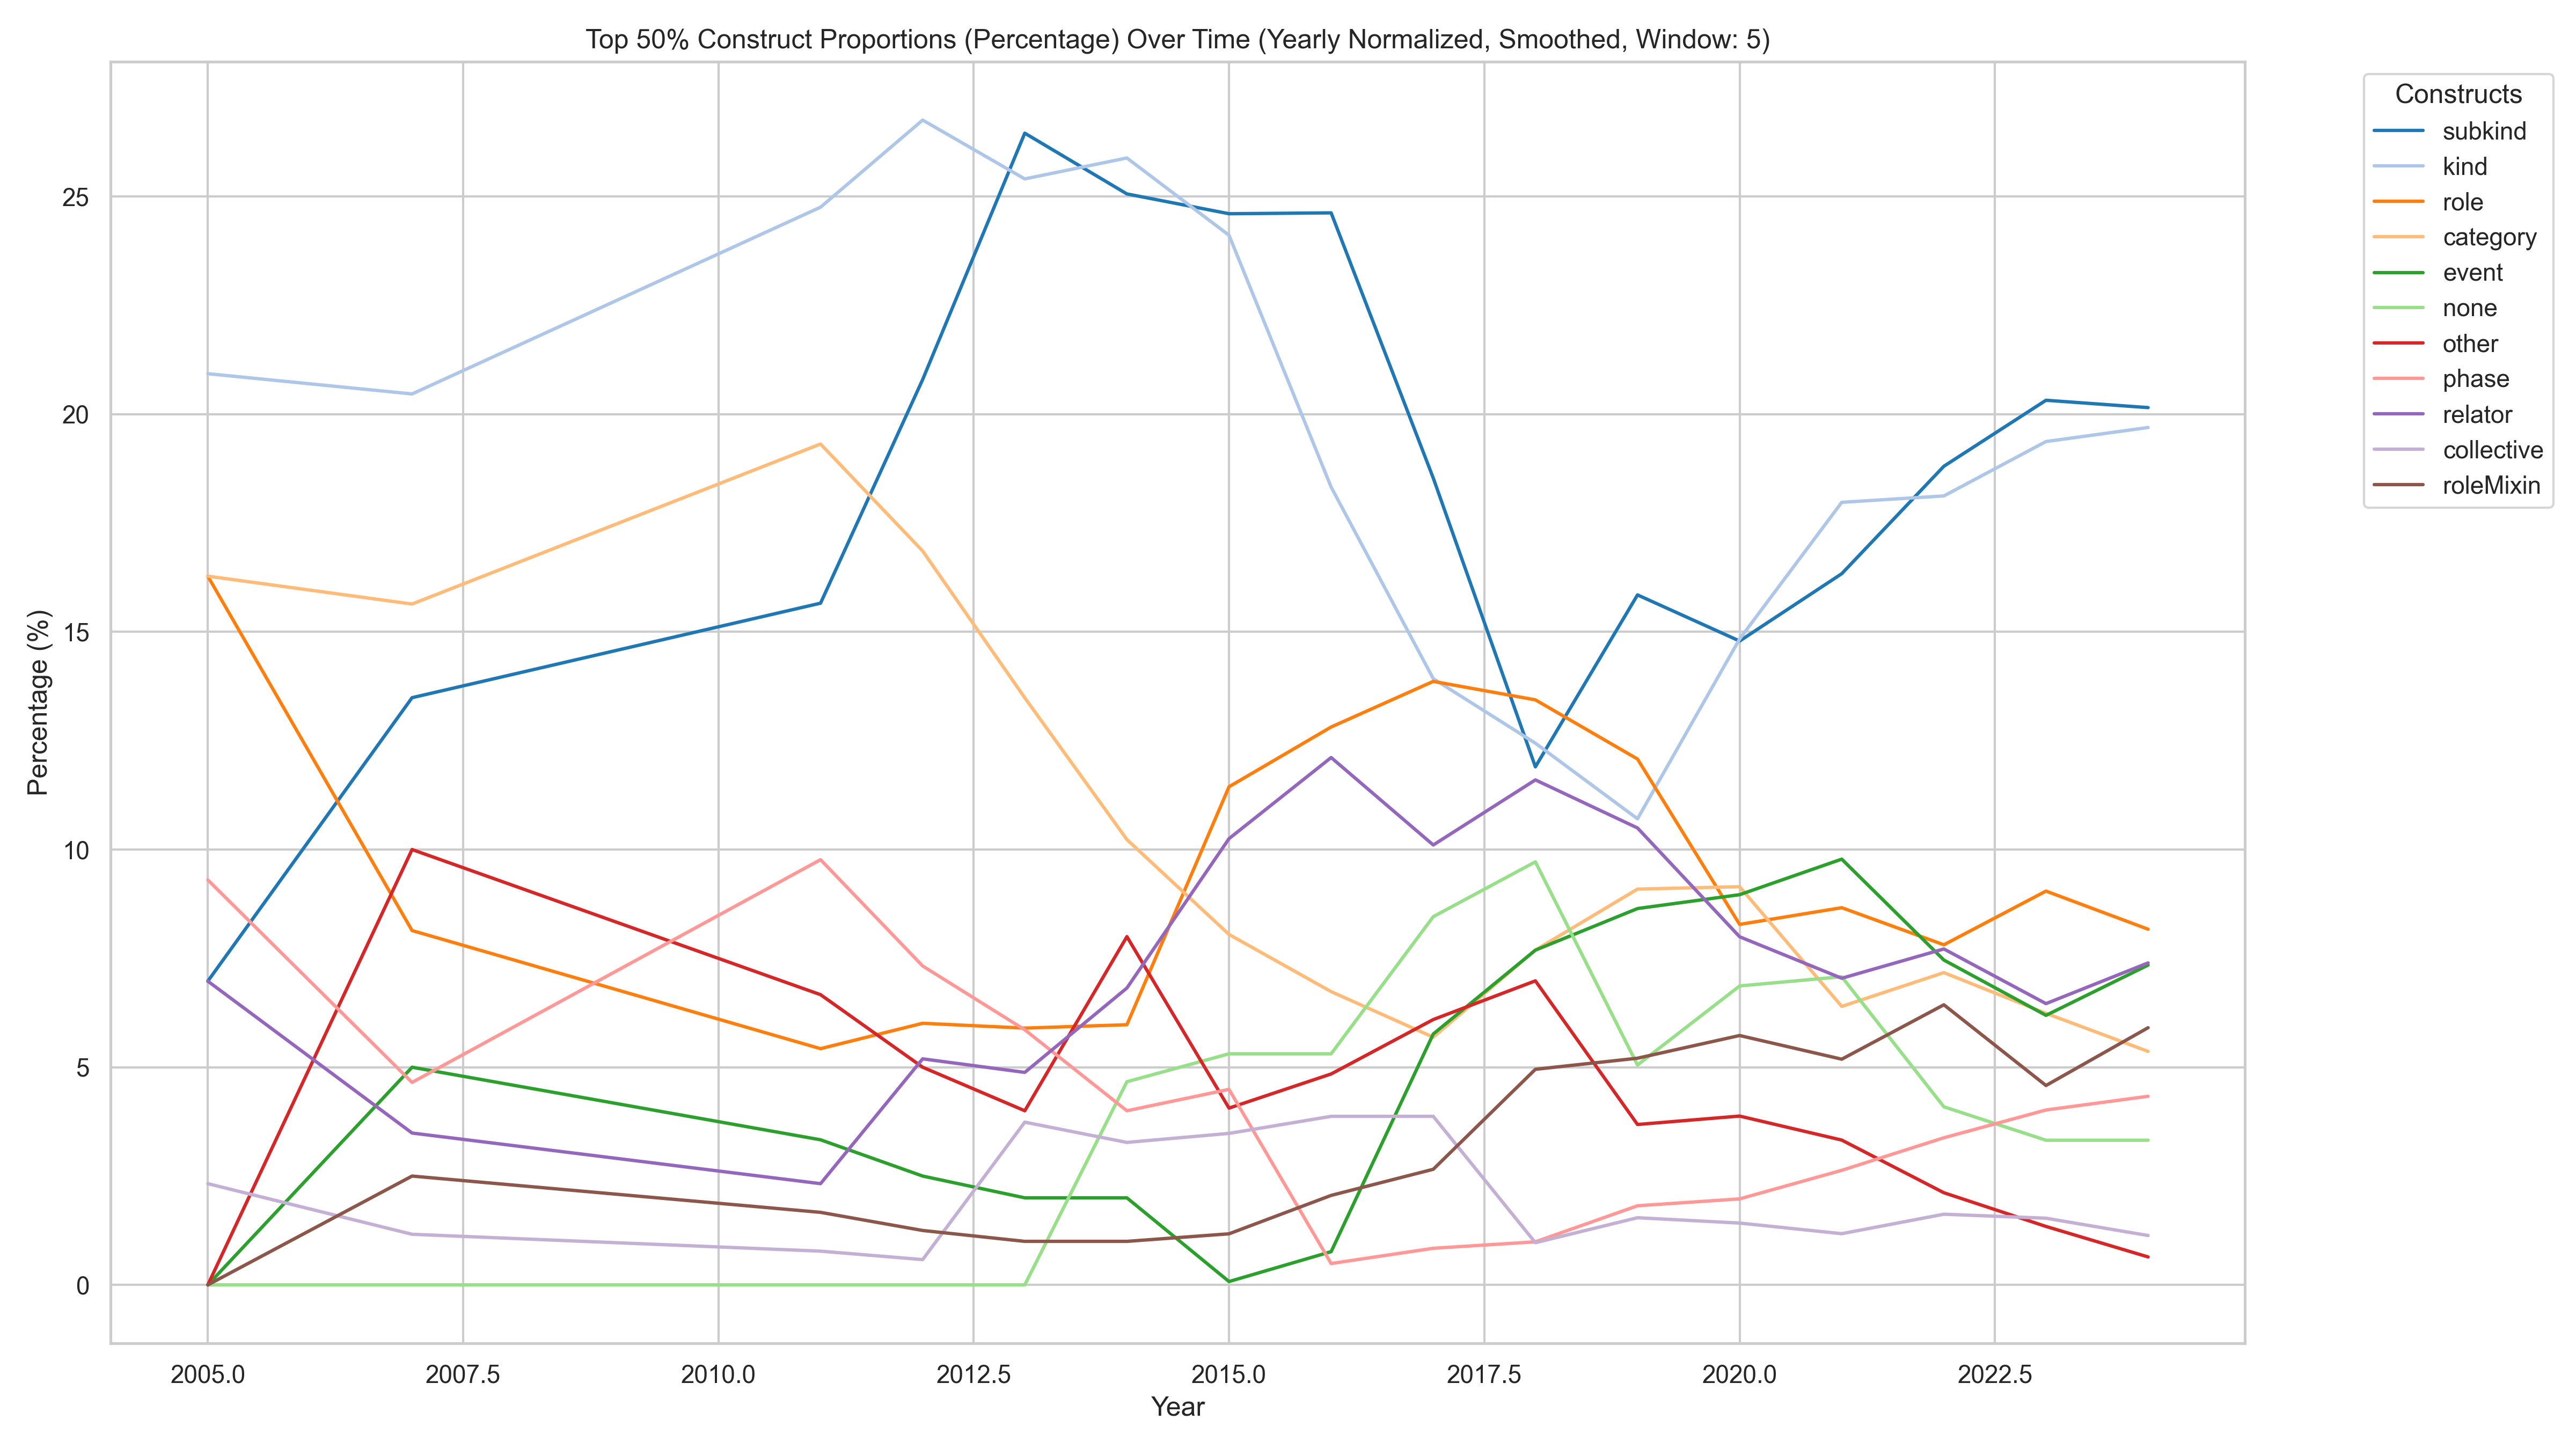 Top 50% Construct Proportions (Percentage) Over Time (Yearly Normalized, Smoothed, Window: 5)
Constructs
subkind
kind
role
category
event
none
other
phase
relator
collective
roleMixin
Percentage (%)
25
20
15
10
5
0
2005.0 2007.5 2010.0 2012.5 2015.0 2017.5 2020.0 2022.5
Year